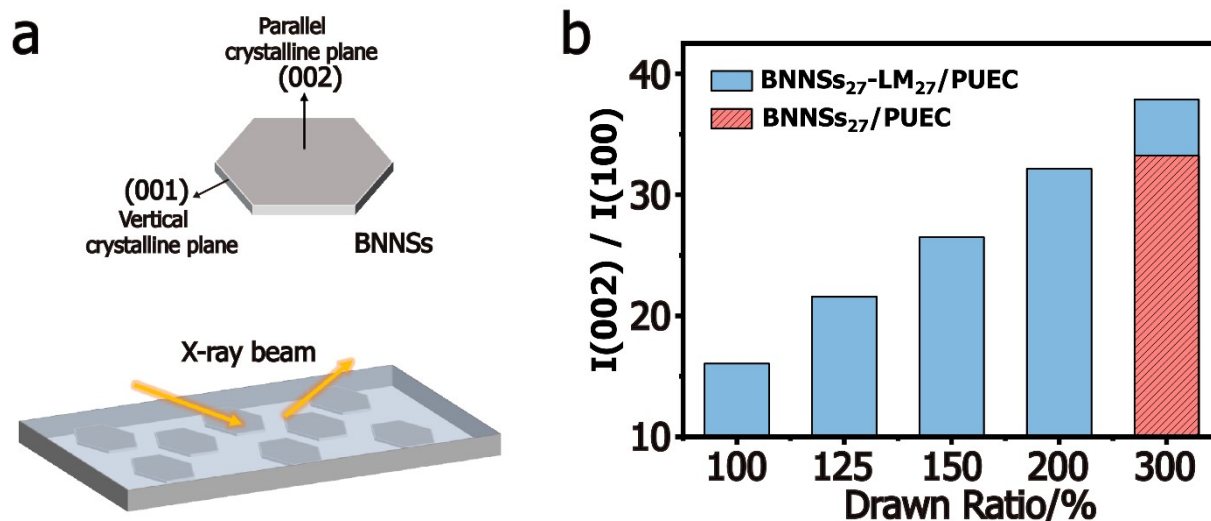 a
Parallel
crystalline plane
(002)
(001)
Vertical
crystalline plane
BNNSs
X-ray beam
b
I(002) / I(100)
40
30
20
10
BNNSs₂₇-LM₂₇/PUEC
BNNSs₂₇/PUEC
100 125 150 200 300
Drawn Ratio/%